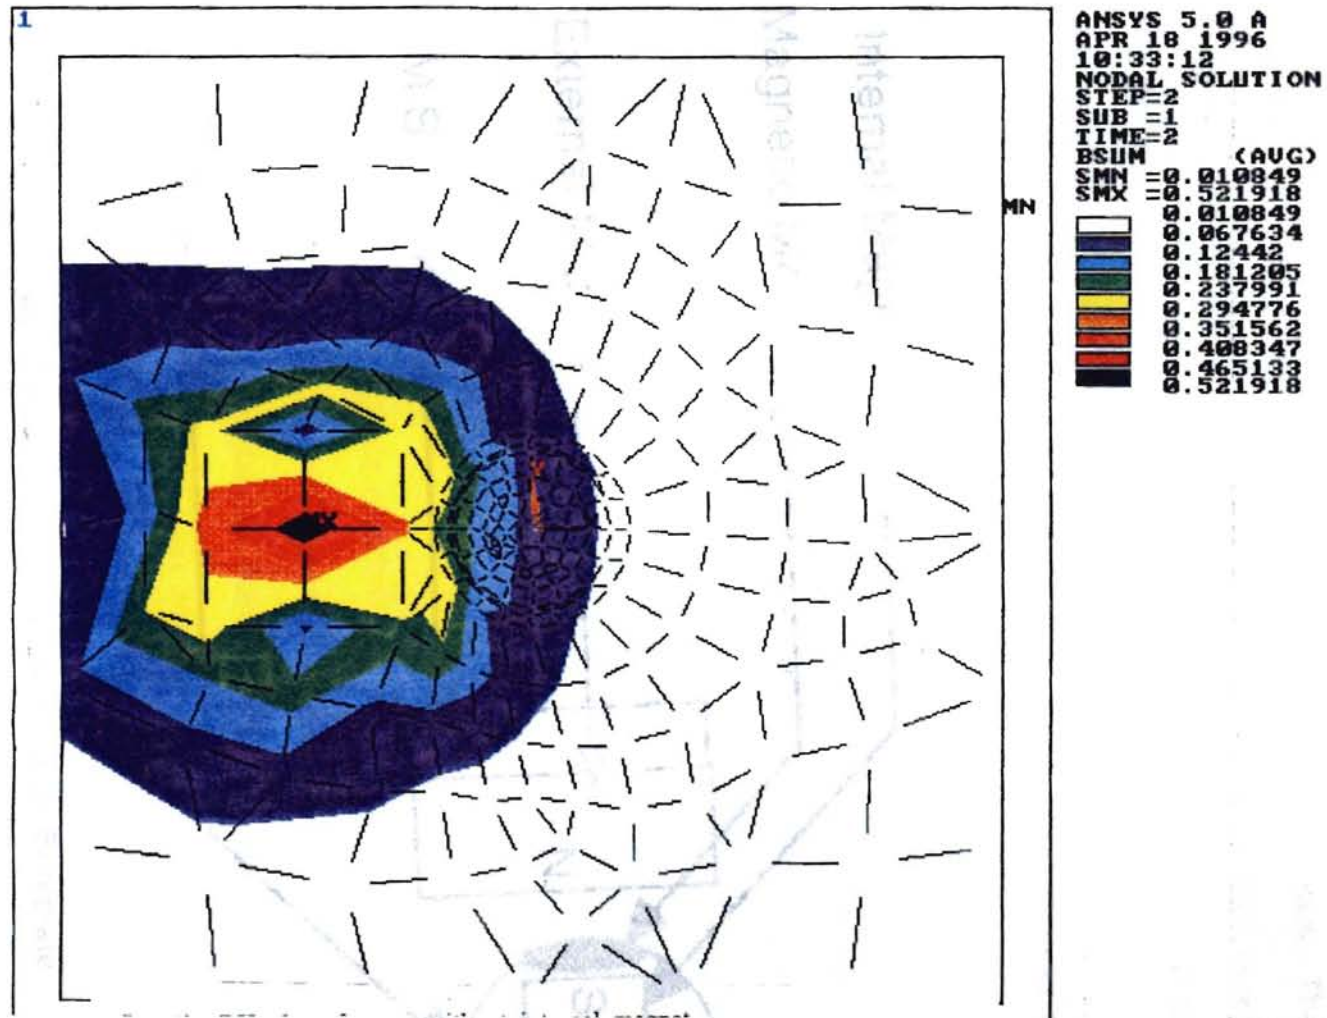 1
ANSYS 5.0 A
APR 18 1996
10:33:12
NODAL SOLUTION
STEP=2
SUB =1
TIME=2
BSUM (AVG)
SMN =0.010849
SMX =0.521918
0.010849
0.067634
0.12442
0.181205
0.237991
0.294776
0.351562
0.408347
0.465133
0.521918
MN
MX
Y